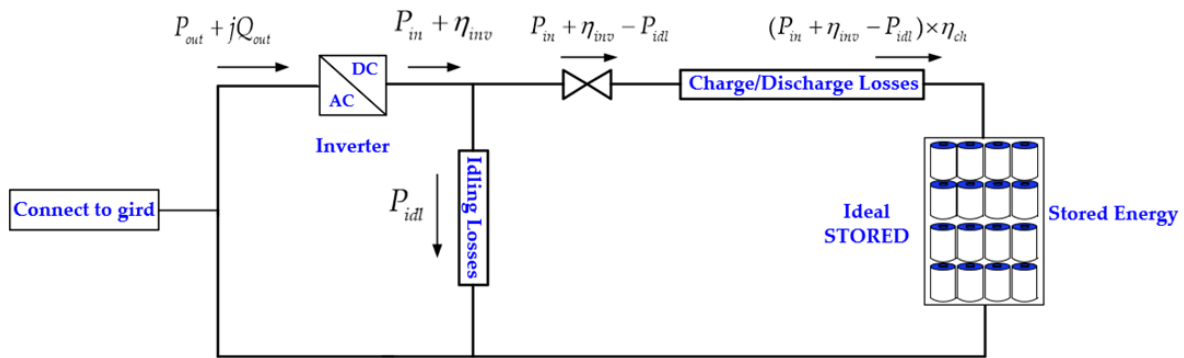 P_out + jQ_out
P_in + η_inv
P_in + η_inv − P_idl
(P_in + η_inv − P_idl) × η_ch
DC
AC
Inverter
Charge/Discharge Losses
Idling Losses
P_idl
Connect to gird
Ideal
STORED
Stored Energy